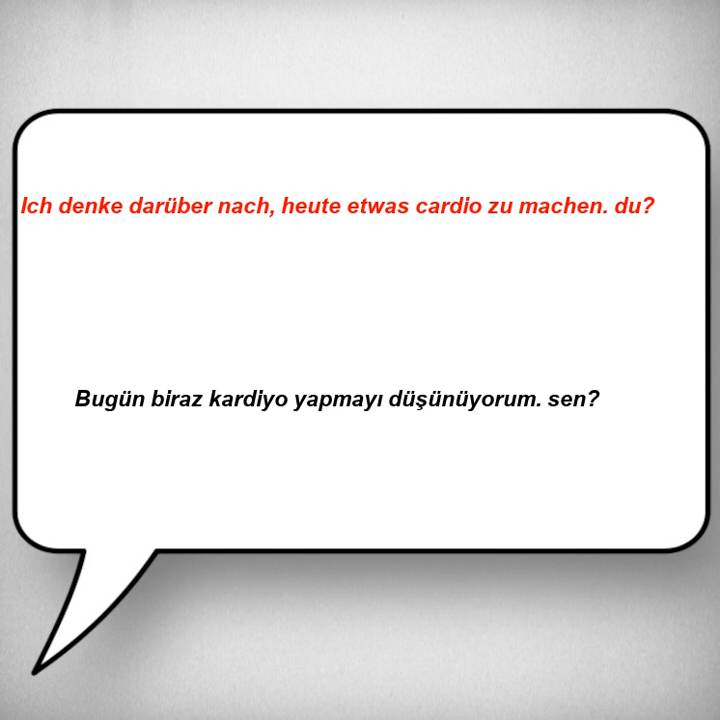 Ich denke darüber nach, heute etwas cardio zu machen. du?
Bugün biraz kardiyo yapmayı düşünüyorum. sen?